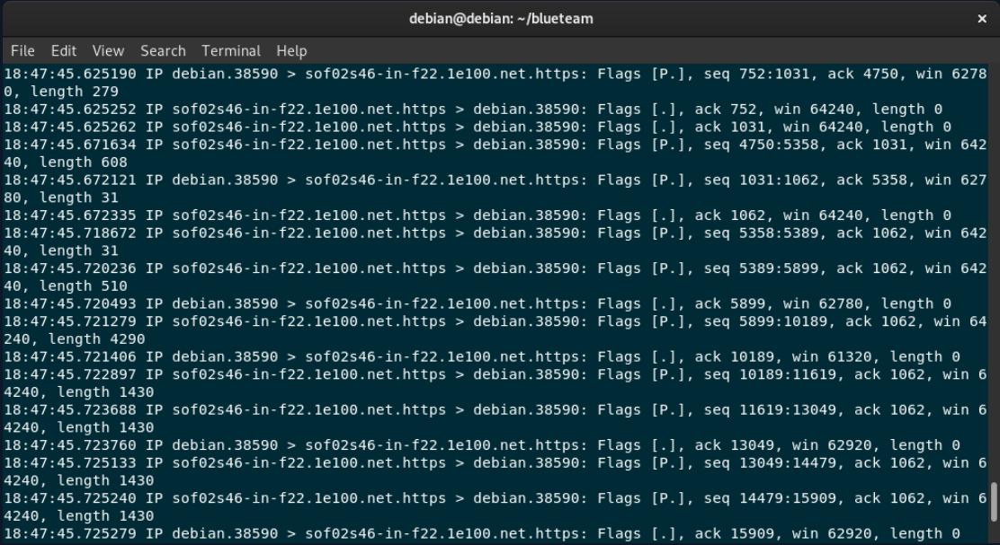 debian@debian: ~/blueteam
×
File Edit View Search Terminal Help
18:47:45.625190 IP debian.38590 > sof02s46-in-f22.1e100.net.https: Flags [P.], seq 752:1031, ack 4750, win 6278
0, length 279
18:47:45.625252 IP sof02s46-in-f22.1e100.net.https > debian.38590: Flags [.], ack 752, win 64240, length 0
18:47:45.625262 IP sof02s46-in-f22.1e100.net.https > debian.38590: Flags [.], ack 1031, win 64240, length 0
18:47:45.671634 IP sof02s46-in-f22.1e100.net.https > debian.38590: Flags [P.], seq 4750:5358, ack 1031, win 642
40, length 608
18:47:45.672121 IP debian.38590 > sof02s46-in-f22.1e100.net.https: Flags [P.], seq 1031:1062, ack 5358, win 627
80, length 31
18:47:45.672335 IP sof02s46-in-f22.1e100.net.https > debian.38590: Flags [.], ack 1062, win 64240, length 0
18:47:45.718672 IP sof02s46-in-f22.1e100.net.https > debian.38590: Flags [P.], seq 5358:5389, ack 1062, win 642
40, length 31
18:47:45.720236 IP sof02s46-in-f22.1e100.net.https > debian.38590: Flags [P.], seq 5389:5899, ack 1062, win 642
40, length 510
18:47:45.720493 IP debian.38590 > sof02s46-in-f22.1e100.net.https: Flags [.], ack 5899, win 62780, length 0
18:47:45.721279 IP sof02s46-in-f22.1e100.net.https > debian.38590: Flags [P.], seq 5899:10189, ack 1062, win 64
240, length 4290
18:47:45.721406 IP debian.38590 > sof02s46-in-f22.1e100.net.https: Flags [.], ack 10189, win 61320, length 0
18:47:45.722897 IP sof02s46-in-f22.1e100.net.https > debian.38590: Flags [P.], seq 10189:11619, ack 1062, win 6
4240, length 1430
18:47:45.723688 IP sof02s46-in-f22.1e100.net.https > debian.38590: Flags [P.], seq 11619:13049, ack 1062, win 6
4240, length 1430
18:47:45.723760 IP debian.38590 > sof02s46-in-f22.1e100.net.https: Flags [.], ack 13049, win 62920, length 0
18:47:45.725133 IP sof02s46-in-f22.1e100.net.https > debian.38590: Flags [P.], seq 13049:14479, ack 1062, win 6
4240, length 1430
18:47:45.725240 IP sof02s46-in-f22.1e100.net.https > debian.38590: Flags [P.], seq 14479:15909, ack 1062, win 6
4240, length 1430
18:47:45.725279 IP debian.38590 > sof02s46-in-f22.1e100.net.https: Flags [.], ack 15909, win 62920, length 0